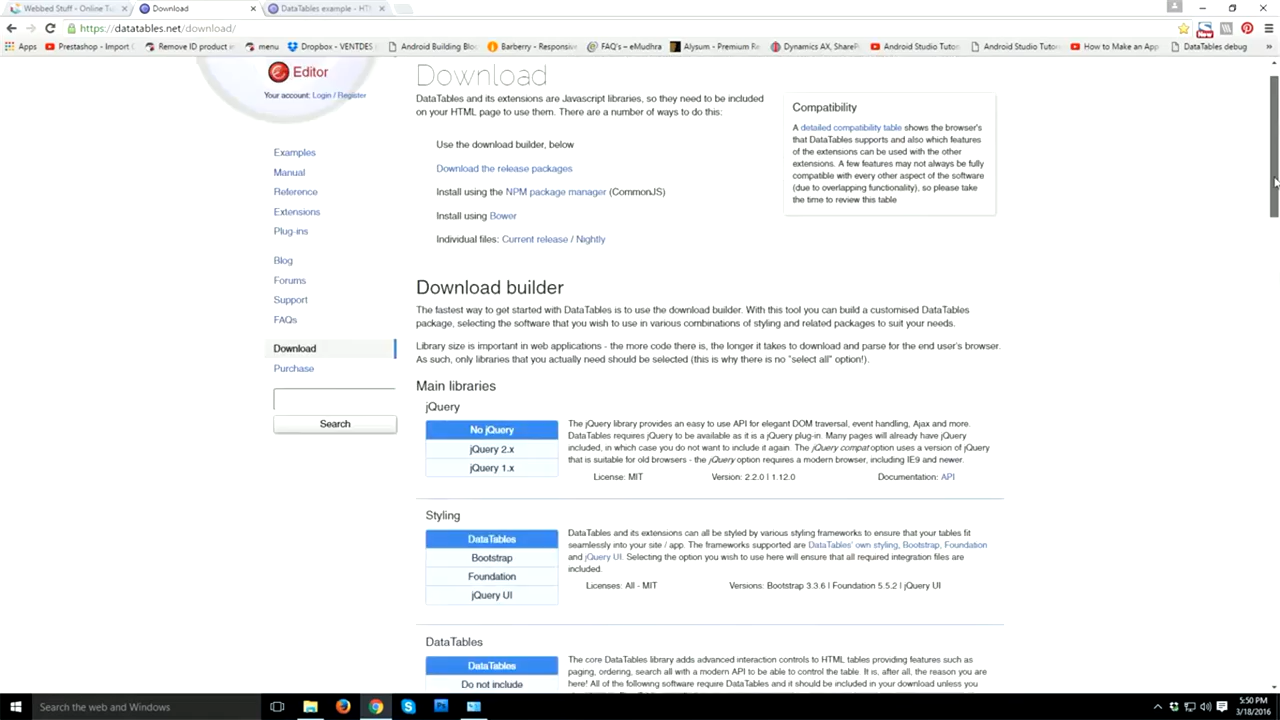 Webbed Stuff - Online Tu
Download
DataTables example - HT
https://datatables.net/download/
Apps
Prestashop - Import
Remove ID product in
menu
Dropbox - VENTDES
Android Building Blo
Barberry - Responsive
FAQ's – eMudhra
Alysum - Premium Re
Dynamics AX, ShareP
Android Studio Tutor
Android Studio Tutor
How to Make an App
DataTables debug
Editor
Your account: Login / Register
Examples
Manual
Reference
Extensions
Plug-ins
Blog
Forums
Support
FAQs
Download
Purchase
Search
Download
DataTables and its extensions are Javascript libraries, so they need to be included
on your HTML page to use them. There are a number of ways to do this:
Use the download builder, below
Download the release packages
Install using the NPM package manager (CommonJS)
Install using Bower
Individual files: Current release / Nightly
Compatibility
A detailed compatibility table shows the browser's
that DataTables supports and also which features
of the extensions can be used with the other
extensions. A few features may not always be fully
compatible with every other aspect of the software
(due to overlapping functionality), so please take
the time to review this table
Download builder
The fastest way to get started with DataTables is to use the download builder. With this tool you can build a customised DataTables
package, selecting the software that you wish to use in various combinations of styling and related packages to suit your needs.
Library size is important in web applications - the more code there is, the longer it takes to download and parse for the end user's browser.
As such, only libraries that you actually need should be selected (this is why there is no "select all" option!).
Main libraries
jQuery
No jQuery
jQuery 2.x
jQuery 1.x
The jQuery library provides an easy to use API for elegant DOM traversal, event handling, Ajax and more.
DataTables requires jQuery to be available as it is a jQuery plug-in. Many pages will already have jQuery
included, in which case you do not want to include it again. The jQuery compat option uses a version of jQuery
that is suitable for old browsers - the jQuery option requires a modern browser, including IE9 and newer.
License: MIT Version: 2.2.0 | 1.12.0 Documentation: API
Styling
DataTables
Bootstrap
Foundation
jQuery UI
DataTables and its extensions can all be styled by various styling frameworks to ensure that your tables fit
seamlessly into your site / app. The frameworks supported are DataTables' own styling, Bootstrap, Foundation
and jQuery UI. Selecting the option you wish to use here will ensure that all required integration files are
included.
Licenses: All - MIT Versions: Bootstrap 3.3.6 | Foundation 5.5.2 | jQuery UI
DataTables
DataTables
Do not include
The core DataTables library adds advanced interaction controls to HTML tables providing features such as
paging, ordering, search all with a modern API to be able to control the table. It is, after all, the reason you are
here! All of the following software require DataTables and it should be included in your download unless you
Search the web and Windows
5:50 PM
3/18/2016